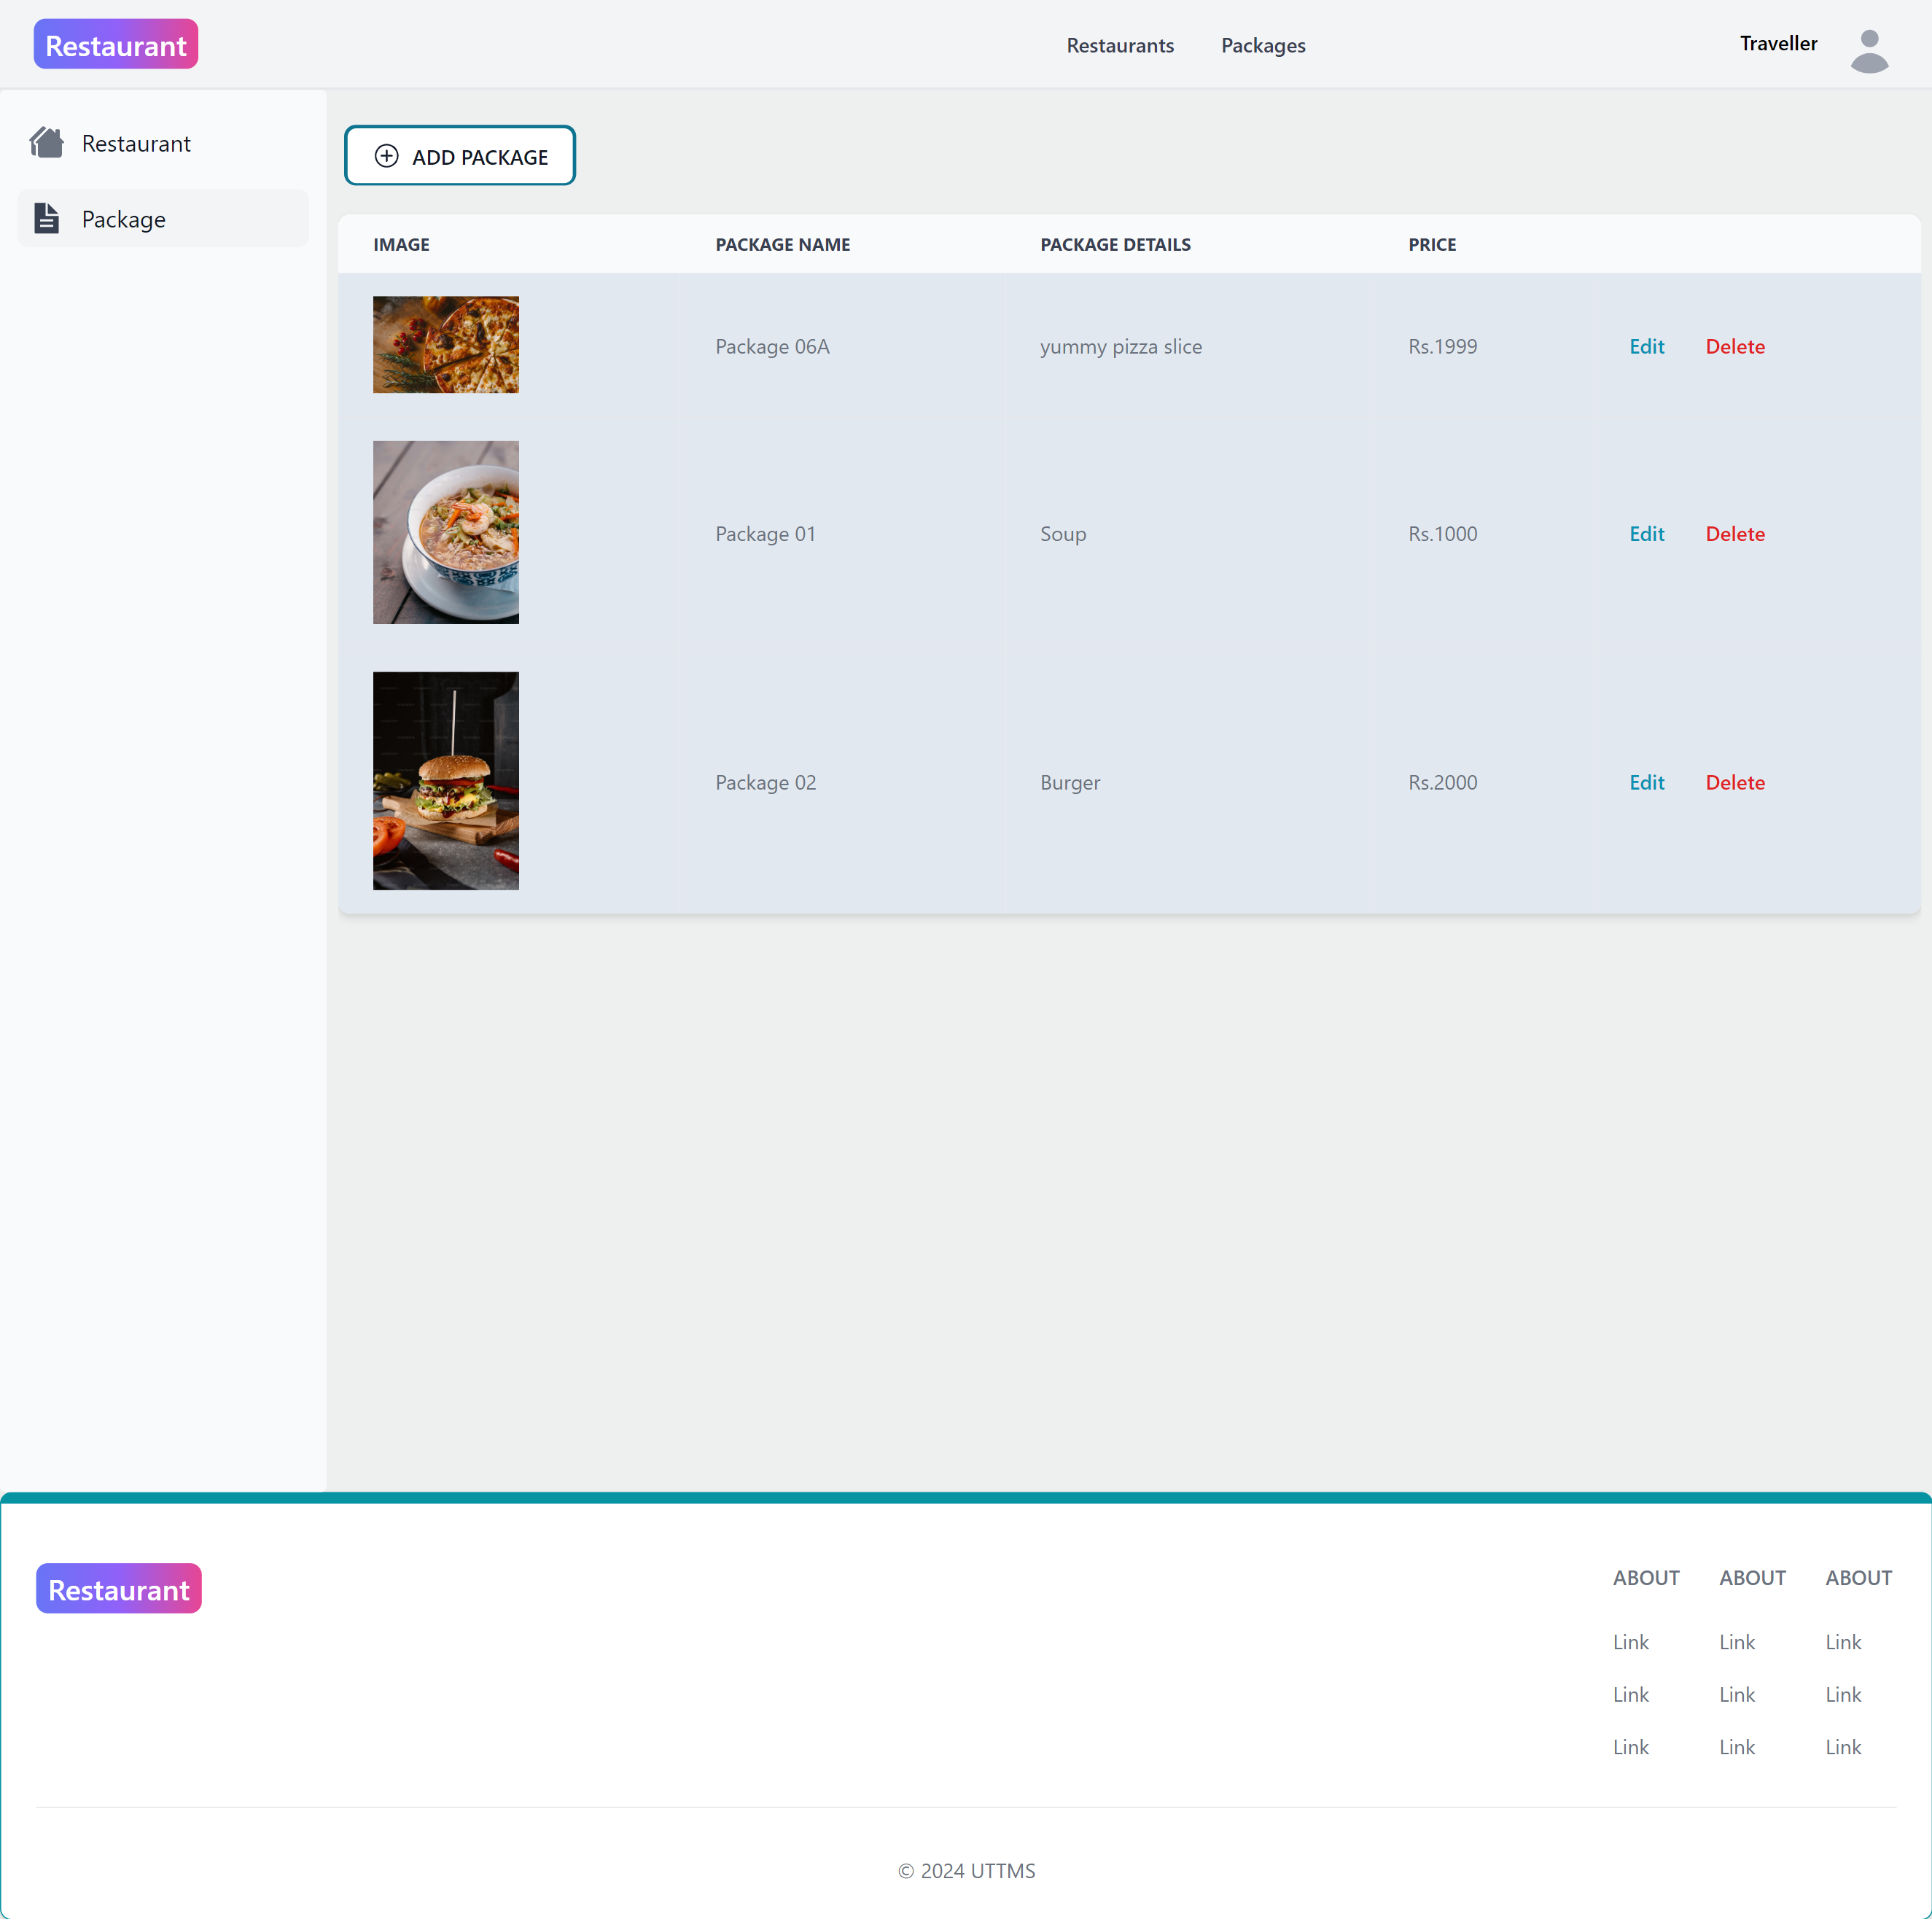 Restaurant
Restaurants Packages
Traveller
Restaurant
Package
ADD PACKAGE
IMAGE PACKAGE NAME PACKAGE DETAILS PRICE
Package 06A yummy pizza slice Rs.1999 Edit Delete
Package 01 Soup Rs.1000 Edit Delete
Package 02 Burger Rs.2000 Edit Delete
Restaurant
ABOUT ABOUT ABOUT
Link Link Link
Link Link Link
Link Link Link
© 2024 UTTMS